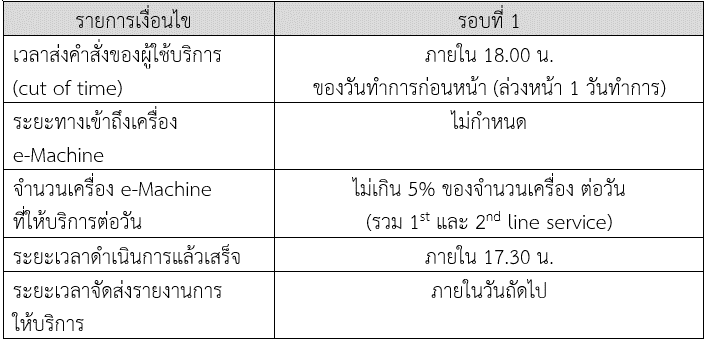 รายการเงื่อนไข
รอบที่ 1
เวลาส่งคำสั่งของผู้ใช้บริการ
(cut of time)
ภายใน 18.00 น.
ของวันทำการก่อนหน้า (ล่วงหน้า 1 วันทำการ)
ระยะทางเข้าถึงเครื่อง
e-Machine
ไม่กำหนด
จำนวนเครื่อง e-Machine
ที่ให้บริการต่อวัน
ไม่เกิน 5% ของจำนวนเครื่อง ต่อวัน
(รวม 1st และ 2nd line service)
ระยะเวลาดำเนินการแล้วเสร็จ
ภายใน 17.30 น.
ระยะเวลาจัดส่งรายงานการ
ให้บริการ
ภายในวันถัดไป